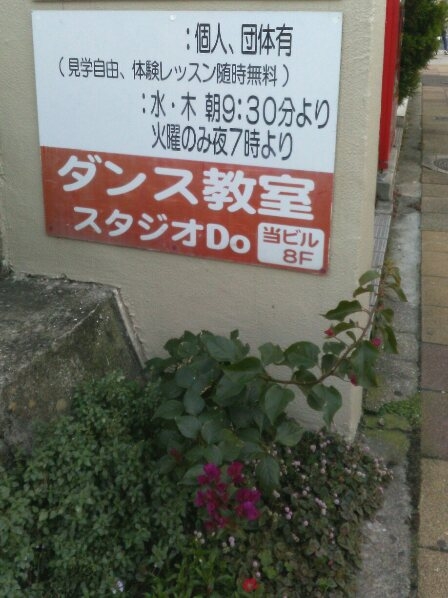 :個人、団体有
(見学自由、体験レッスン随時無料)
:水・木 朝9:30分より
火曜のみ夜7時より
ダンス教室
スタジオDo
当ビル
8F